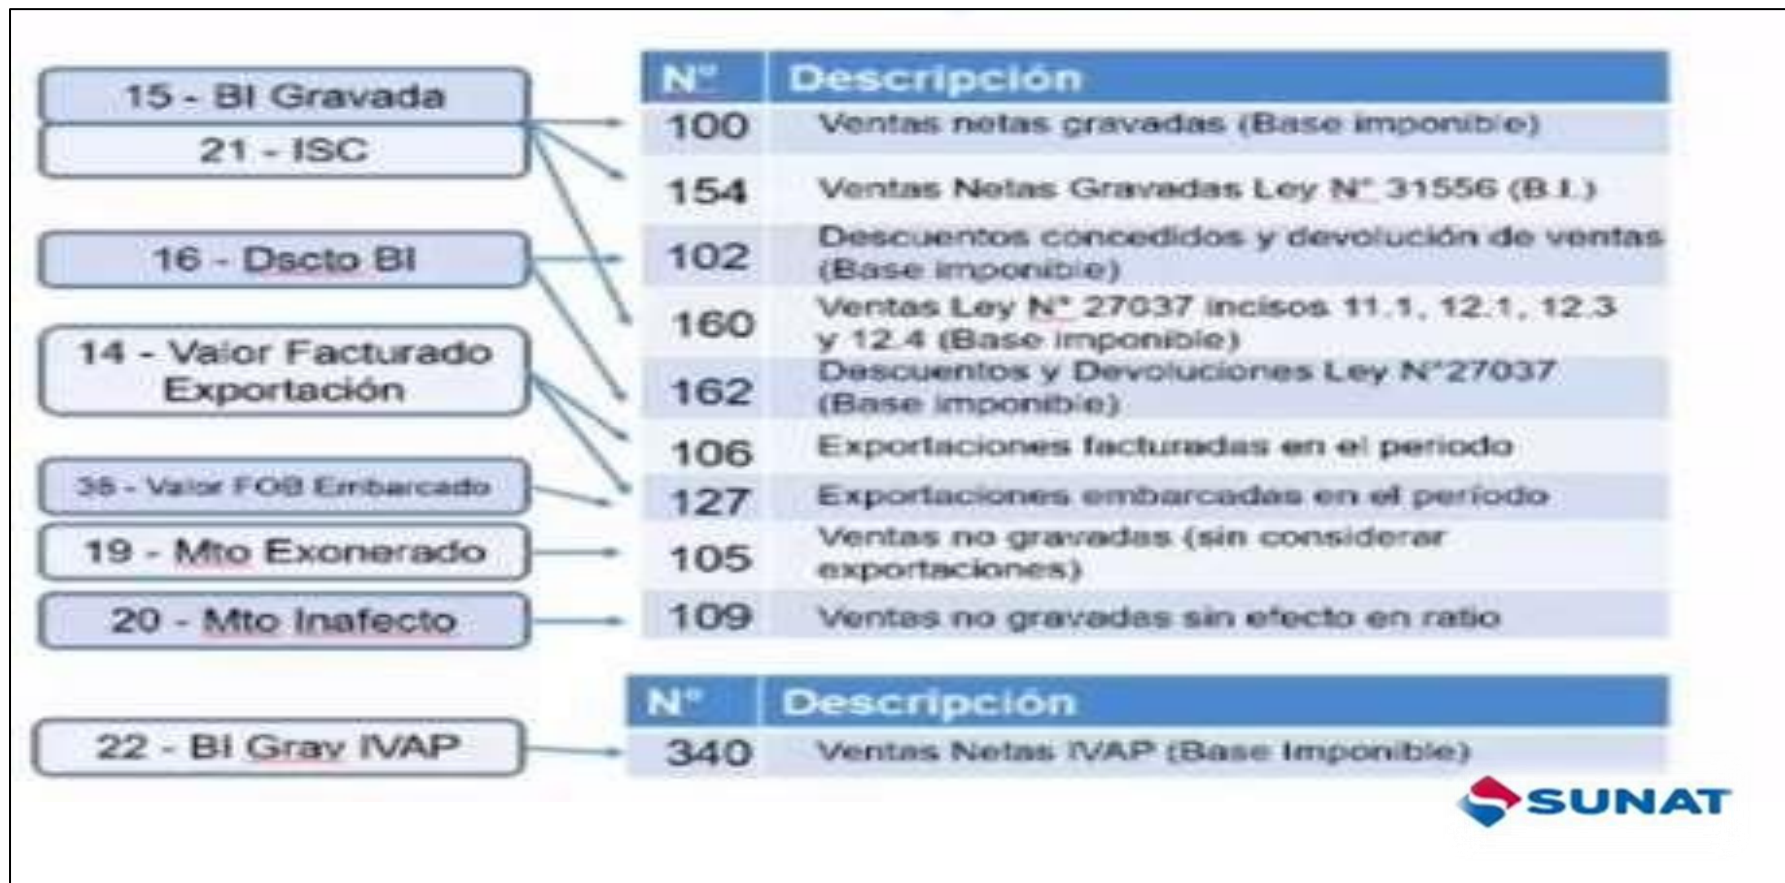 15 - BI Gravada
21 - ISC
16 - Dscto BI
14 - Valor Facturado
Exportación
Valor FOB Embarcado
19 - Mto Exonerado
20 - Mto Inafecto
22 - BI Grav IVAP
N° Descripción
100 Ventas netas gravadas (Base imponible)
154 Ventas Netas Gravadas Ley N° 31556 (B.I.)
102 Descuentos concedidos y devolución de ventas
(Base imponible)
160 Ventas Ley N° 27037 incisos 11.1, 12.1, 12.3
y 12.4 (Base imponible)
162 Descuentos y Devoluciones Ley N°27037
(Base imponible)
106 Exportaciones facturadas en el periodo
127 Exportaciones embarcadas en el período
105 Ventas no gravadas (sin considerar
exportaciones)
109 Ventas no gravadas sin efecto en ratio
N° Descripción
340 Ventas Netas IVAP (Base Imponible)
SUNAT